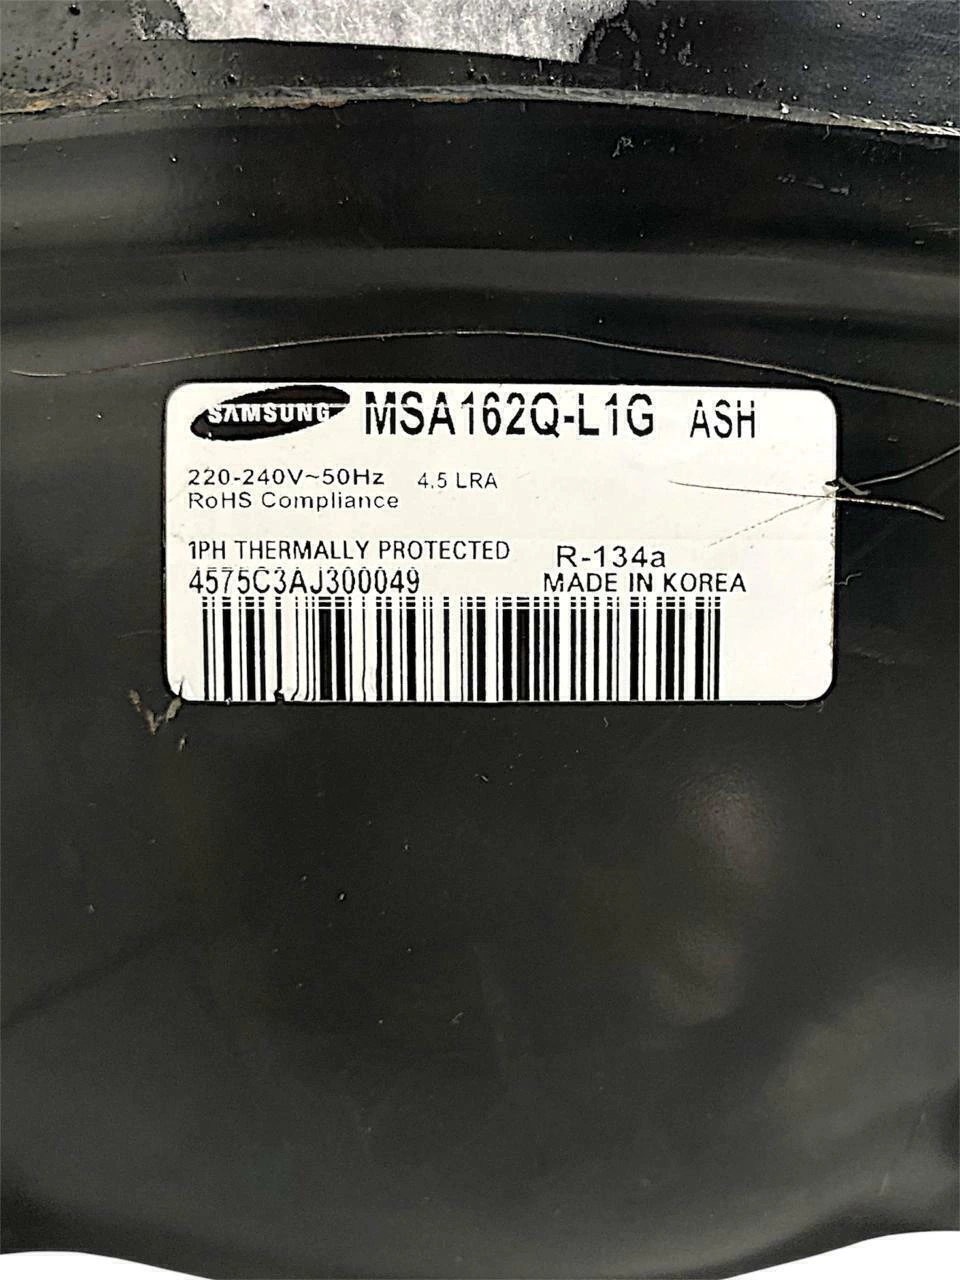 SAMSUNG MSA162Q-L1G ASH
220-240V~50Hz 4.5 LRA
RoHS Compliance
1PH THERMALLY PROTECTED R-134a
4575C3AJ300049 MADE IN KOREA